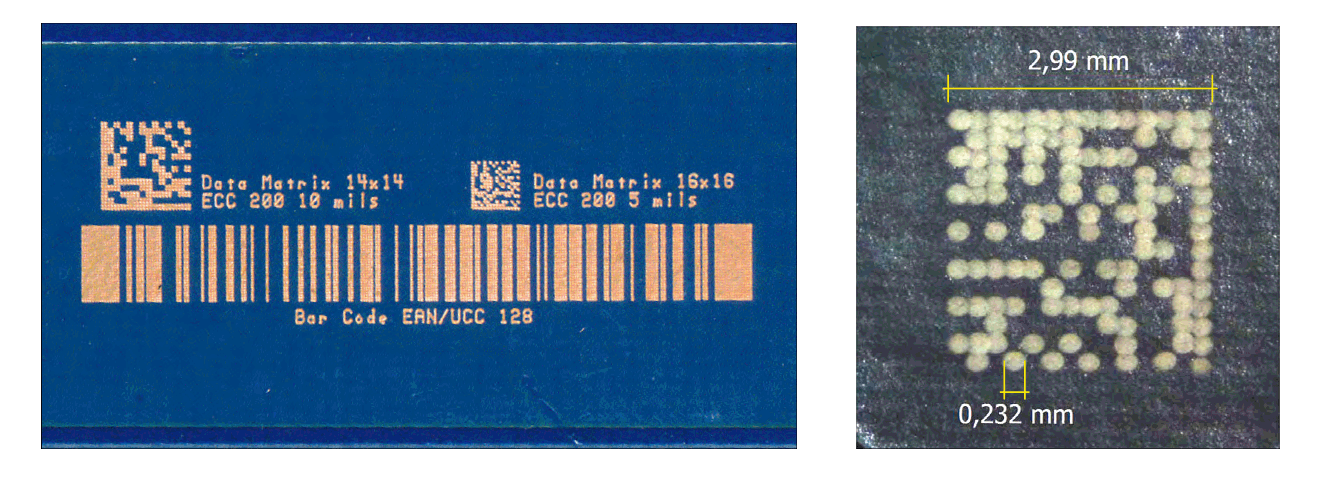 Data Matrix 14x14
ECC 200 10 mils
Data Matrix 16x16
ECC 200 5 mils
Bar Code EAN/UCC 128
2,99 mm
0,232 mm